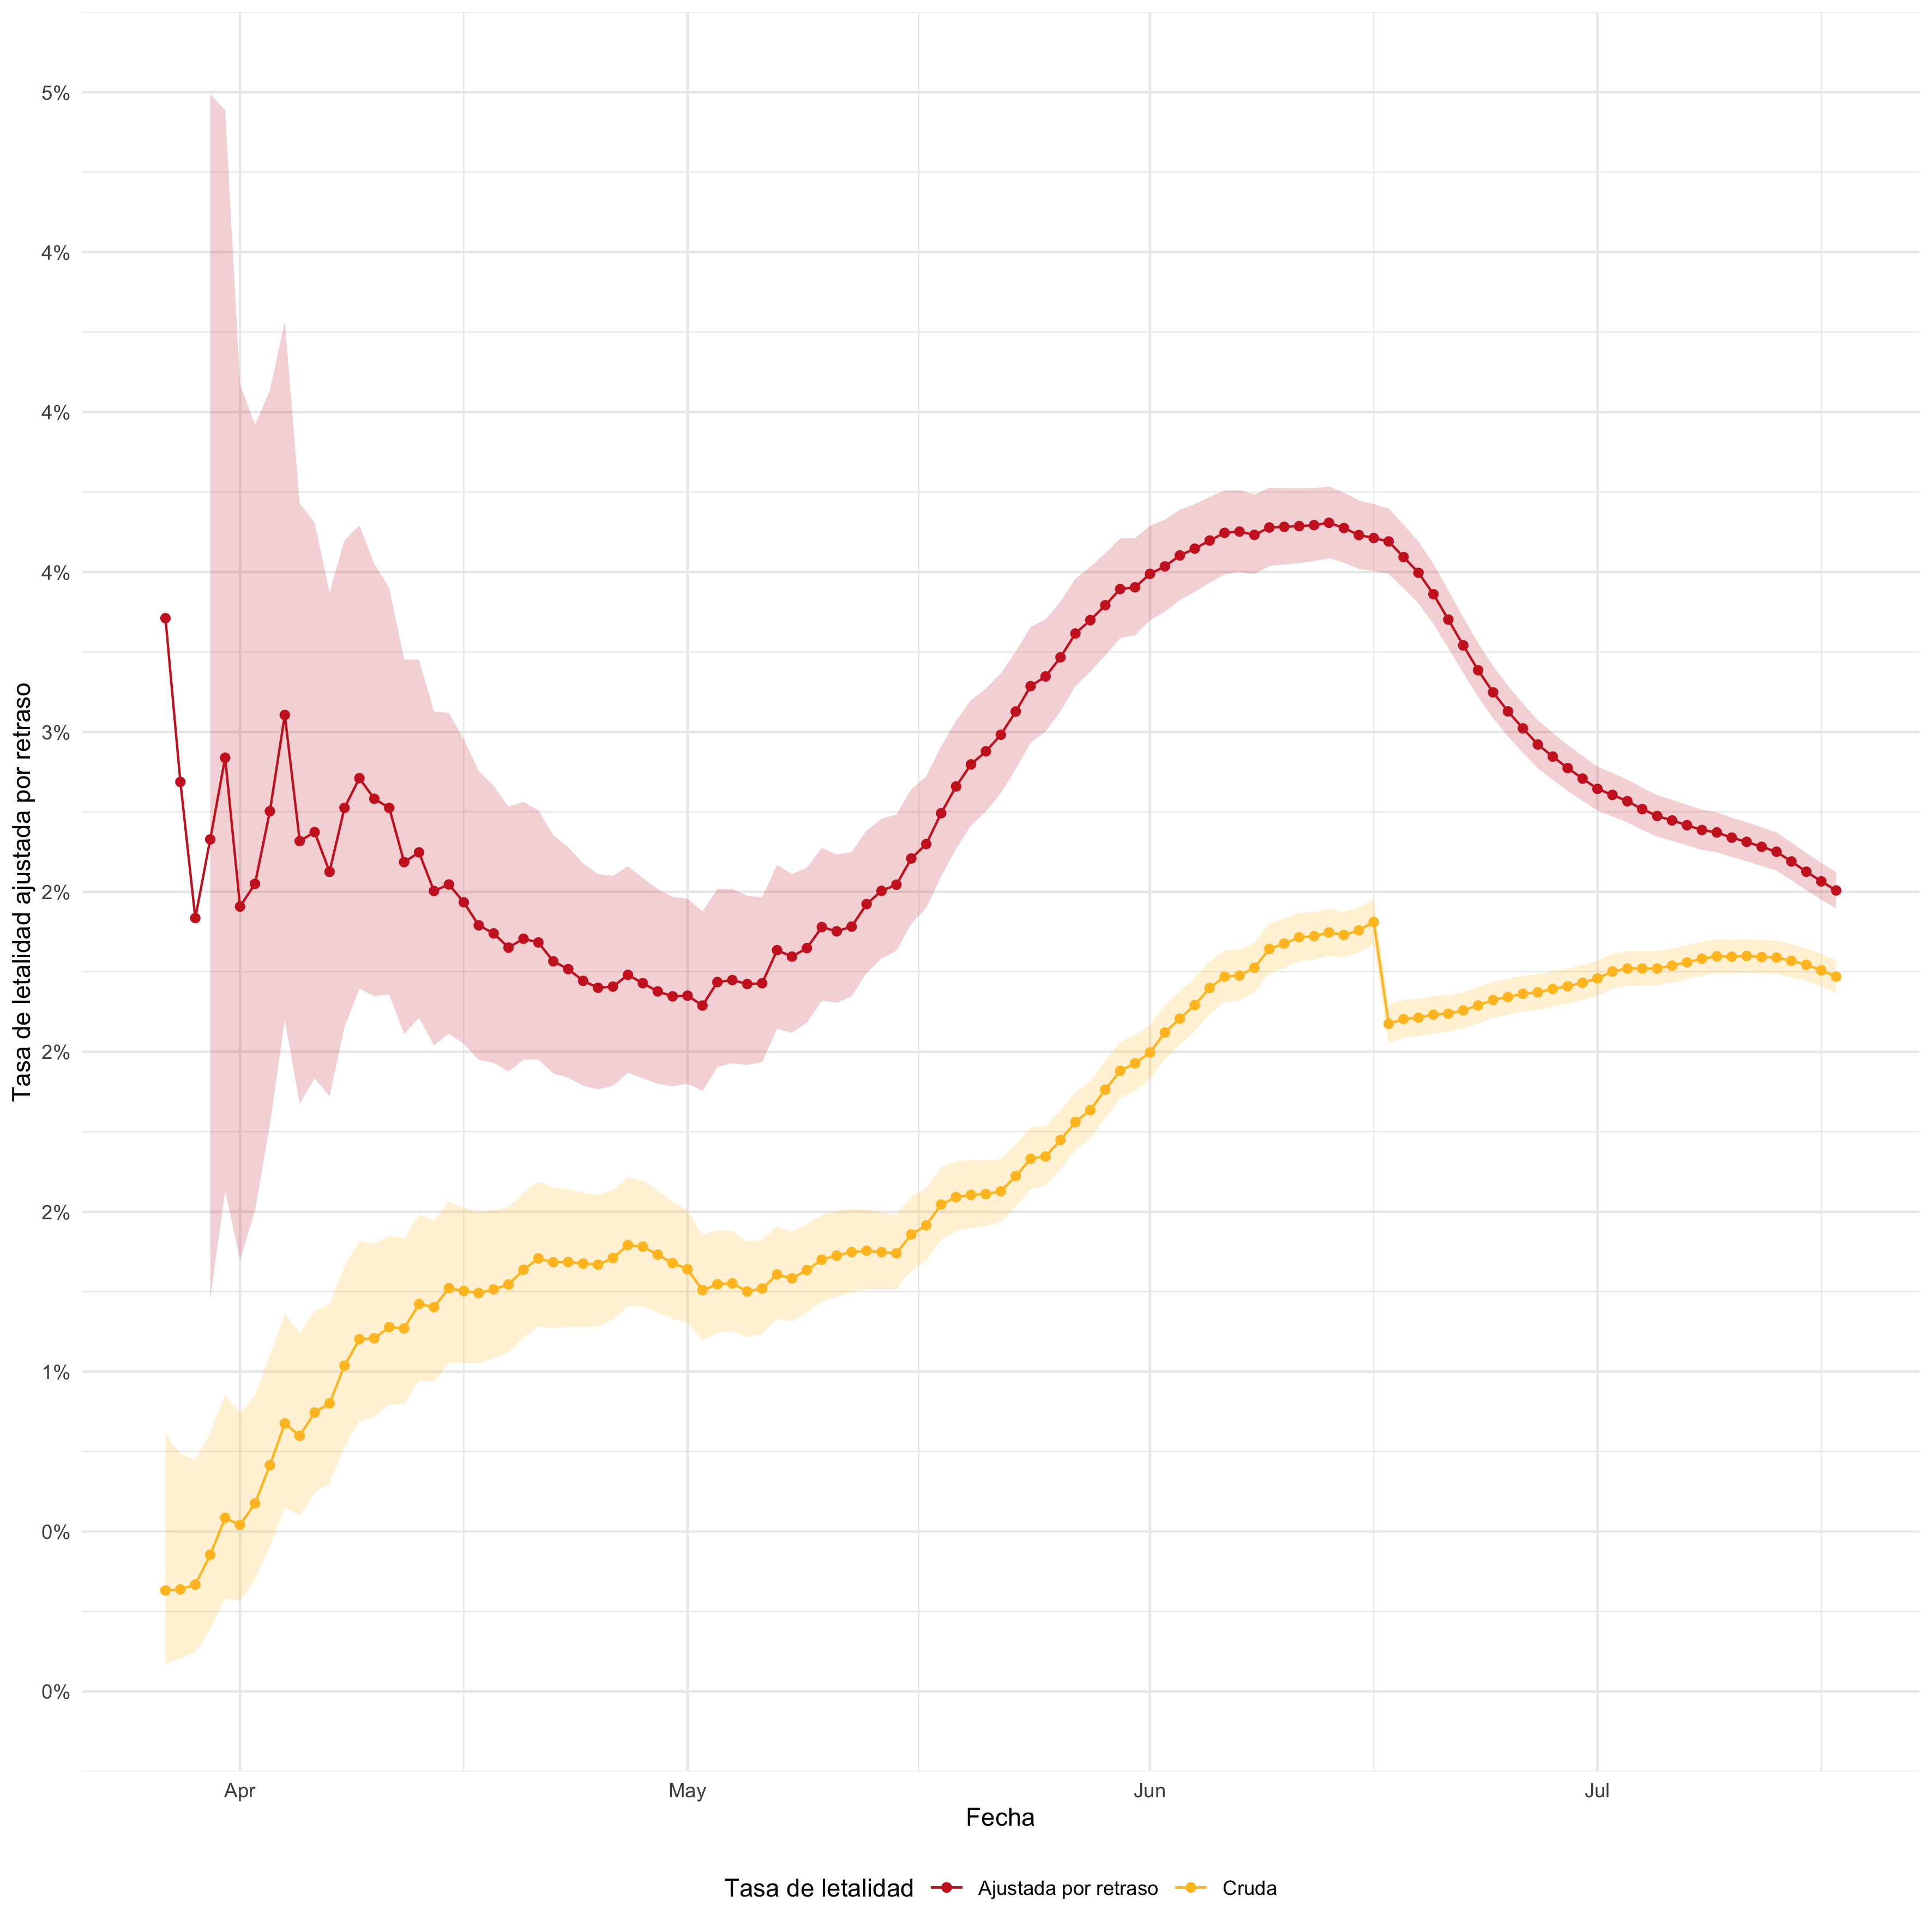 5%
4%
4%
4%
3%
2%
2%
2%
1%
0%
0%
Tasa de letalidad ajustada por retraso
Apr May Jun Jul
Fecha
Tasa de letalidad Ajustada por retraso Cruda